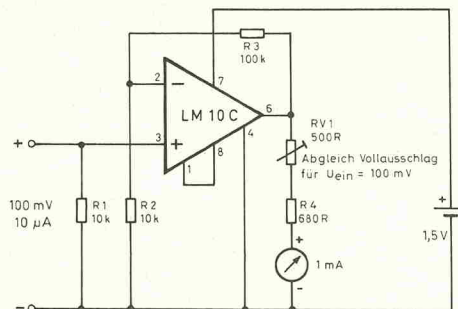 R3
100k
7
2
−
LM 10C
6
3
+
4
8
1
RV1
500R
Abgleich Vollausschlag
für Uein = 100 mV
+
100 mV
10 µA
R1
10k
R2
10k
R4
680R
+
1 mA
-
+
1,5V
−